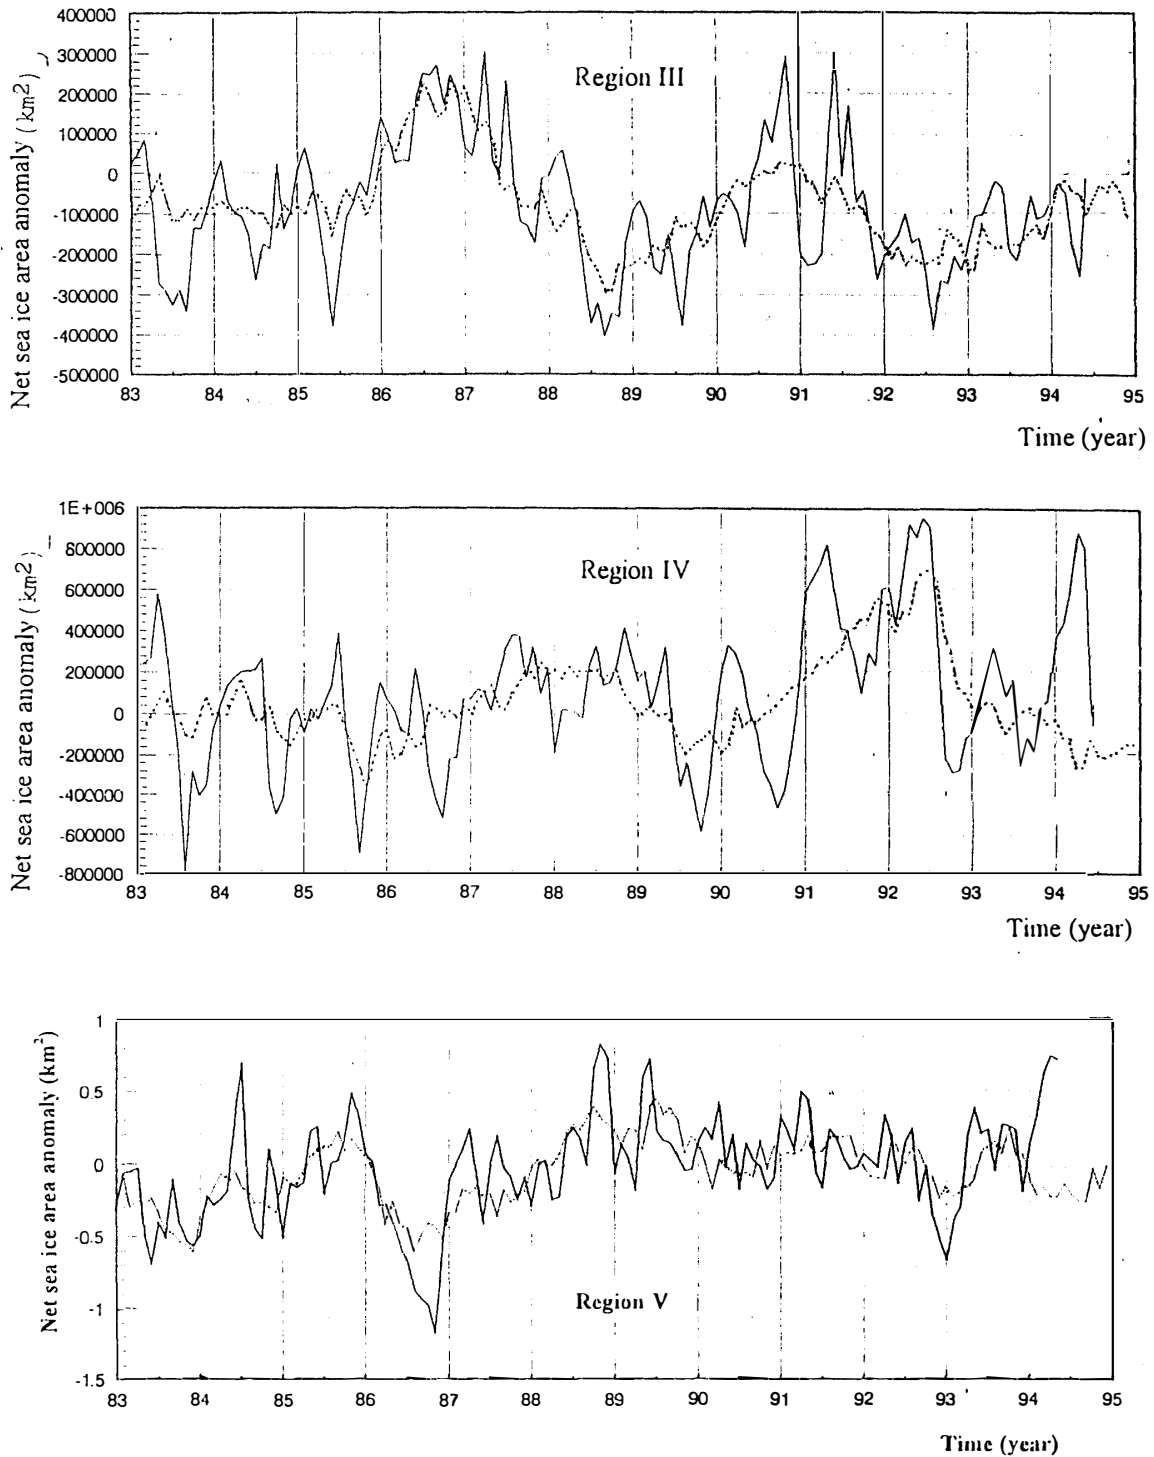 Net sea ice area anomaly (km2)
400000
300000
200000
100000
0
-100000
-200000
-300000
-400000
-500000
Region III
83 84 85 86 87 88 89 90 91 92 93 94 95
Time (year)
Net sea ice area anomaly (km2)
1E+006
800000
600000
400000
200000
0
-200000
-400000
-600000
-800000
Region IV
83 84 85 86 87 88 89 90 91 92 93 94 95
Time (year)
Net sea ice area anomaly (km²)
1
0.5
0
-0.5
-1
-1.5
Region V
83 84 85 86 87 88 89 90 91 92 93 94 95
Time (year)